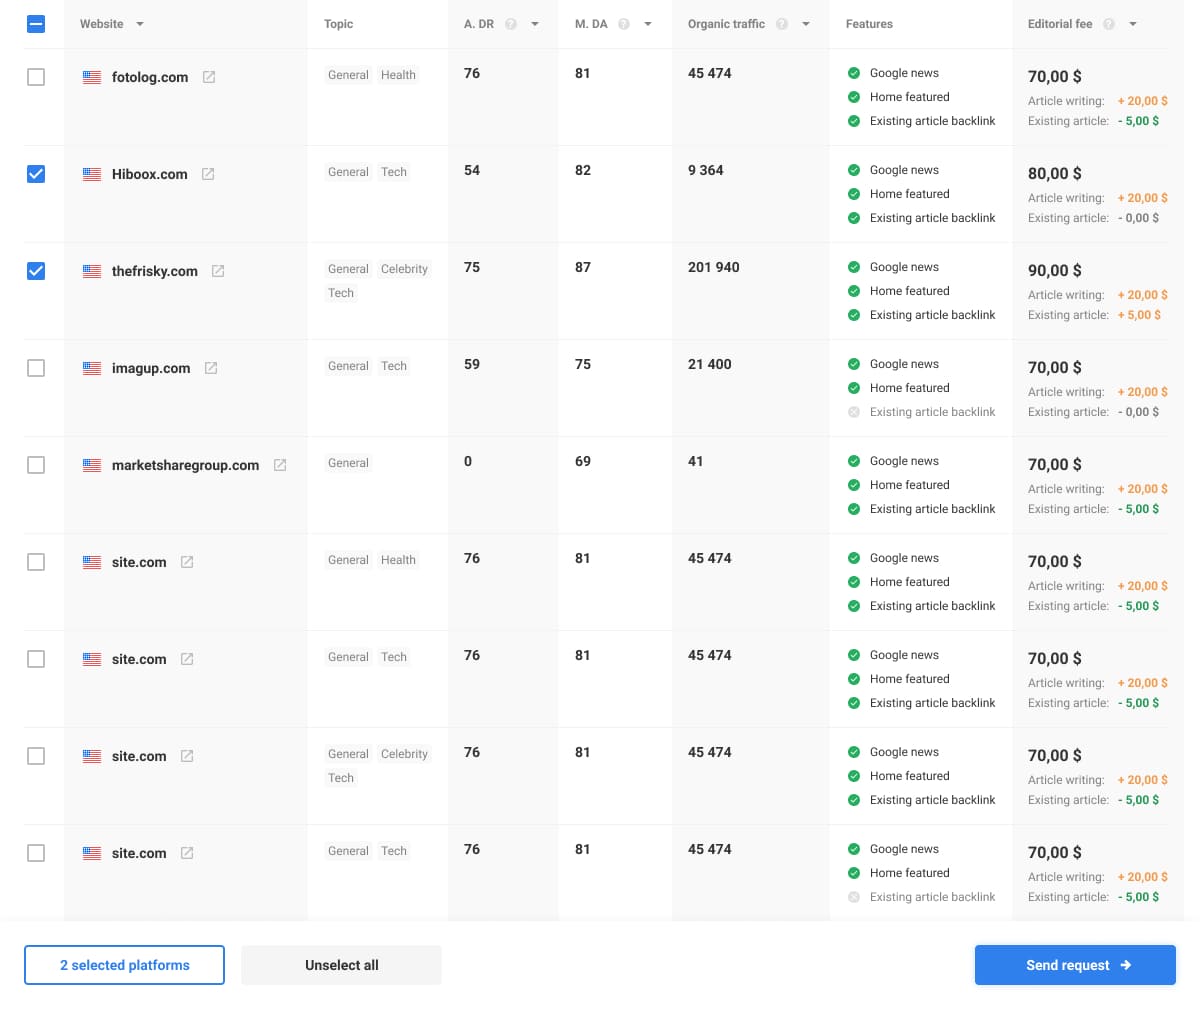 Website Topic A. DR ? M. DA ? Organic traffic ? Features Editorial fee ?
fotolog.com General Health 76 81 45 474 Google news 70,00 $
Home featured Article writing: + 20,00 $
Existing article backlink Existing article: - 5,00 $
Hiboox.com General Tech 54 82 9 364 Google news 80,00 $
Home featured Article writing: + 20,00 $
Existing article backlink Existing article: - 0,00 $
thefrisky.com General Celebrity 75 87 201 940 Google news 90,00 $
Tech Home featured Article writing: + 20,00 $
Existing article backlink Existing article: + 5,00 $
imagup.com General Tech 59 75 21 400 Google news 70,00 $
Home featured Article writing: + 20,00 $
Existing article backlink Existing article: - 0,00 $
marketsharegroup.com General 0 69 41 Google news 70,00 $
Home featured Article writing: + 20,00 $
Existing article backlink Existing article: - 5,00 $
site.com General Health 76 81 45 474 Google news 70,00 $
Home featured Article writing: + 20,00 $
Existing article backlink Existing article: - 5,00 $
site.com General Tech 76 81 45 474 Google news 70,00 $
Home featured Article writing: + 20,00 $
Existing article backlink Existing article: - 5,00 $
site.com General Celebrity 76 81 45 474 Google news 70,00 $
Tech Home featured Article writing: + 20,00 $
Existing article backlink Existing article: - 5,00 $
site.com General Tech 76 81 45 474 Google news 70,00 $
Home featured Article writing: + 20,00 $
Existing article backlink Existing article: - 5,00 $
2 selected platforms Unselect all Send request